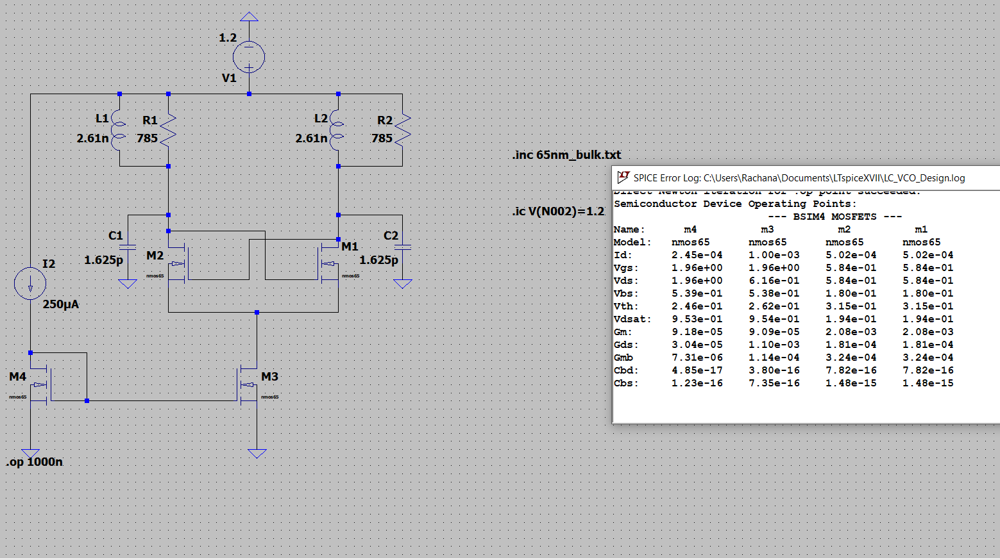 1.2
V1
L1
2.61n
R1
785
L2
2.61n
R2
785
.inc 65nm_bulk.txt
.ic V(N002)=1.2
C1
1.625p
M2
nmos65
M1
nmos65
C2
1.625p
I2
250µA
M4
nmos65
M3
nmos65
.op 1000n
SPICE Error Log: C:\Users\Rachana\Documents\LTspiceXVII\LC_VCO_Design.log
Direct Newton iteration for .op point succeeded.
Semiconductor Device Operating Points:
--- BSIM4 MOSFETS ---
Name: m4 m3 m2 m1
Model: nmos65 nmos65 nmos65 nmos65
Id: 2.45e-04 1.00e-03 5.02e-04 5.02e-04
Vgs: 1.96e+00 1.96e+00 5.84e-01 5.84e-01
Vds: 1.96e+00 6.16e-01 5.84e-01 5.84e-01
Vbs: 5.39e-01 5.38e-01 1.80e-01 1.80e-01
Vth: 2.46e-01 2.62e-01 3.15e-01 3.15e-01
Vdsat: 9.53e-01 9.54e-01 1.94e-01 1.94e-01
Gm: 9.18e-05 9.09e-05 2.08e-03 2.08e-03
Gds: 3.04e-05 1.10e-03 1.81e-04 1.81e-04
Gmb 7.31e-06 1.14e-04 3.24e-04 3.24e-04
Cbd: 4.85e-17 3.80e-16 7.82e-16 7.82e-16
Cbs: 1.23e-16 7.35e-16 1.48e-15 1.48e-15